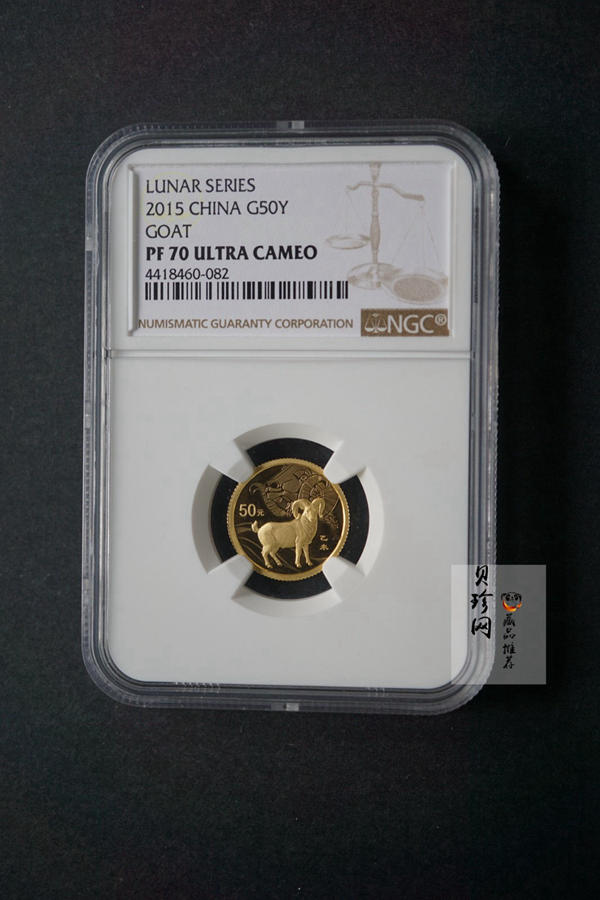 LUNAR SERIES
2015 CHINA G50Y
GOAT
PF 70 ULTRA CAMEO
4418460-082
NUMISMATIC GUARANTY CORPORATION NGC®
50元
乙未
贝珍网
藏品推荐